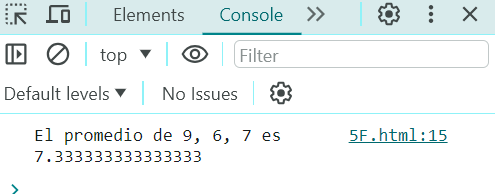 Elements Console
top Filter
Default levels No Issues
El promedio de 9, 6, 7 es 5F.html:15
7.333333333333333